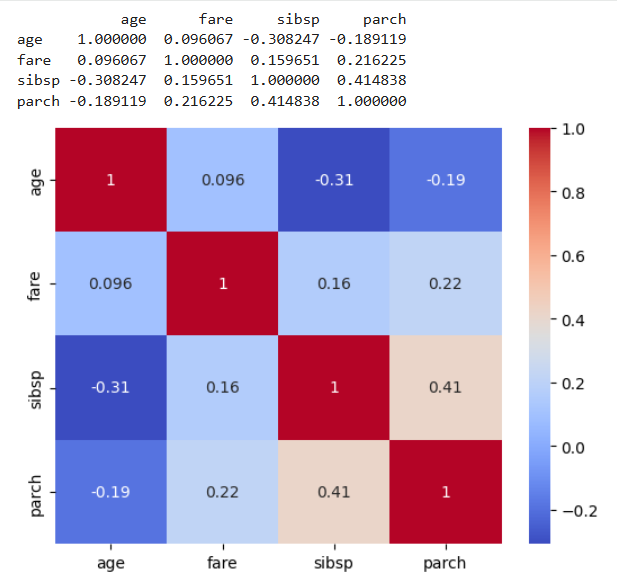 age fare sibsp parch
age 1.000000 0.096067 -0.308247 -0.189119
fare 0.096067 1.000000 0.159651 0.216225
sibsp -0.308247 0.159651 1.000000 0.414838
parch -0.189119 0.216225 0.414838 1.000000
age 1 0.096 -0.31 -0.19
fare 0.096 1 0.16 0.22
sibsp -0.31 0.16 1 0.41
parch -0.19 0.22 0.41 1
age fare sibsp parch
1.0
0.8
0.6
0.4
0.2
0.0
−0.2